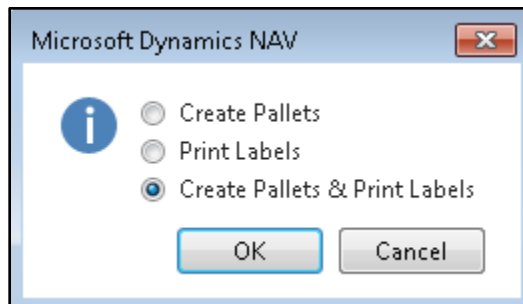 Microsoft Dynamics NAV
Create Pallets
Print Labels
Create Pallets & Print Labels
OK
Cancel